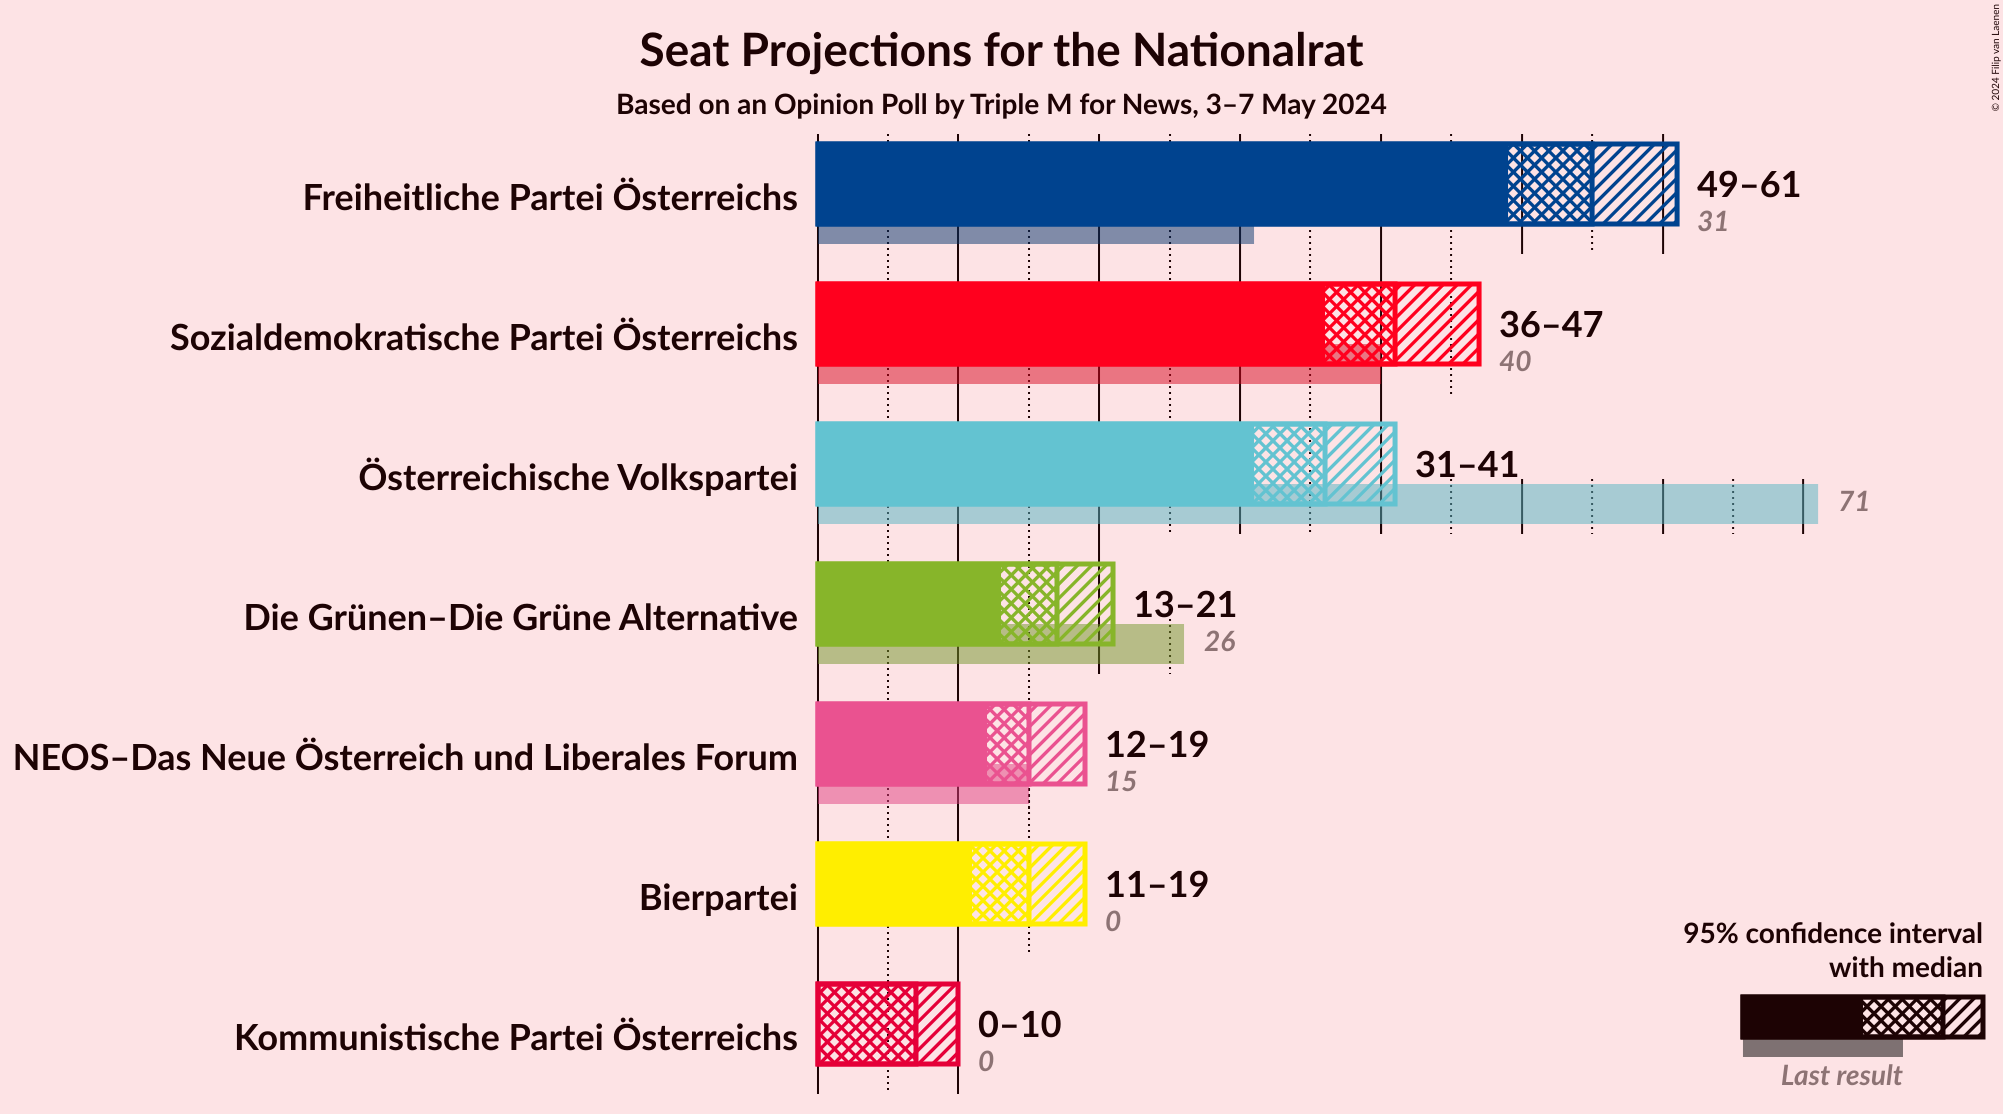 Seat Projections for the Nationalrat
Based on an Opinion Poll by Triple M for News, 3–7 May 2024
© 2024 Filip van Laenen
Freiheitliche Partei Österreichs
49–61
31
Sozialdemokratische Partei Österreichs
36–47
40
Österreichische Volkspartei
31–41
71
Die Grünen–Die Grüne Alternative
13–21
26
NEOS–Das Neue Österreich und Liberales Forum
12–19
15
Bierpartei
11–19
0
Kommunistische Partei Österreichs
0–10
0
95% confidence interval
with median
Last result